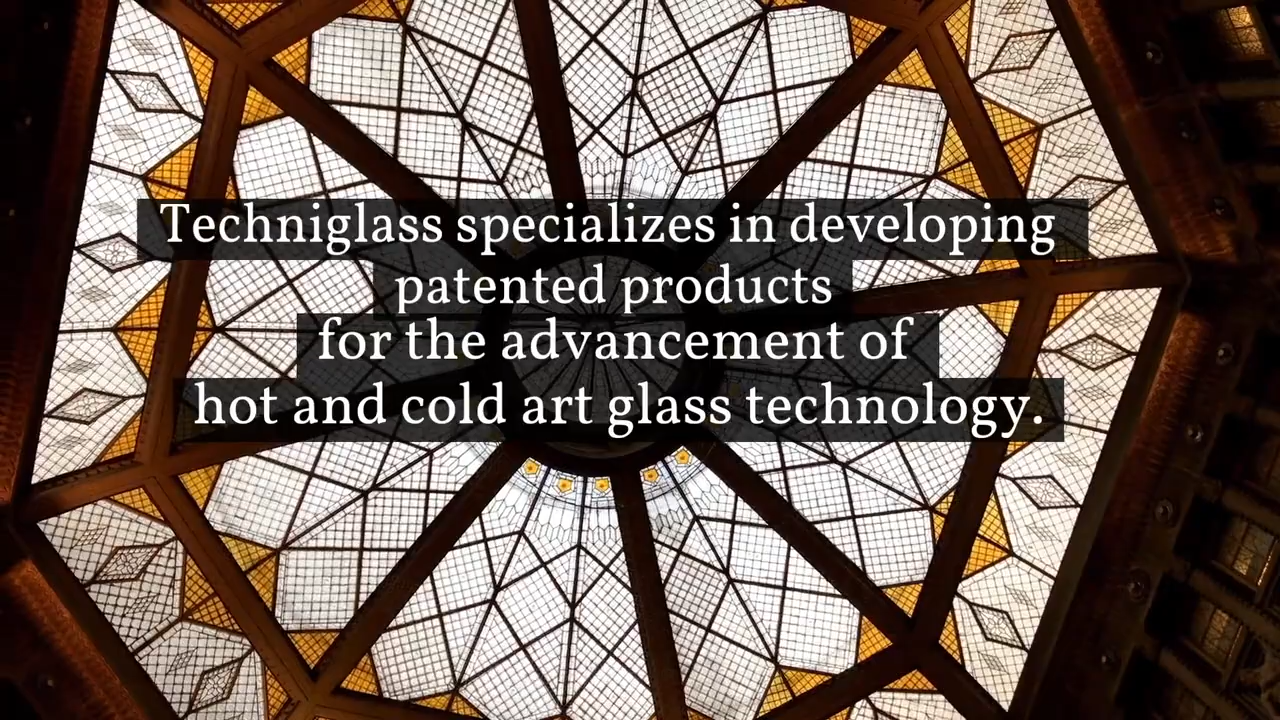 Techniglass specializes in developing
patented products
for the advancement of
hot and cold art glass technology.